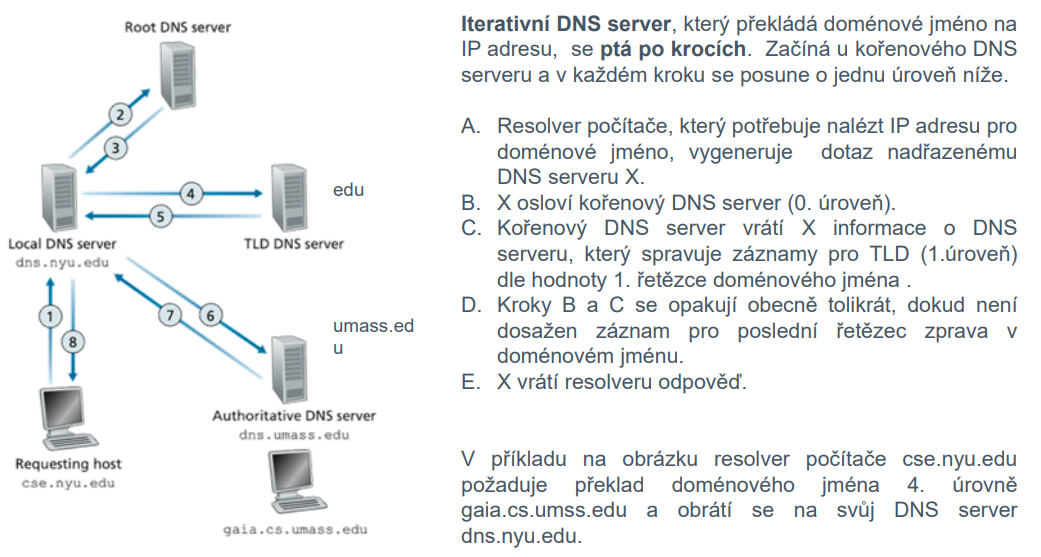 Root DNS server
2
3
4
edu
5
Local DNS server
dns.nyu.edu
TLD DNS server
1
7
6
umass.ed
u
8
Authoritative DNS server
dns.umass.edu
Requesting host
cse.nyu.edu
gaia.cs.umass.edu
Iterativní DNS server, který překládá doménové jméno na
IP adresu, se ptá po krocích. Začíná u kořenového DNS
serveru a v každém kroku se posune o jednu úroveň níže.
A. Resolver počítače, který potřebuje nalézt IP adresu pro
doménové jméno, vygeneruje dotaz nadřazenému
DNS serveru X.
B. X osloví kořenový DNS server (0. úroveň).
C. Kořenový DNS server vrátí X informace o DNS
serveru, který spravuje záznamy pro TLD (1.úroveň)
dle hodnoty 1. řetězce doménového jména .
D. Kroky B a C se opakují obecně tolikrát, dokud není
dosažen záznam pro poslední řetězec zprava v
doménovém jménu.
E. X vrátí resolveru odpověď.
V příkladu na obrázku resolver počítače cse.nyu.edu
požaduje překlad doménového jména 4. úrovně
gaia.cs.umss.edu a obrátí se na svůj DNS server
dns.nyu.edu.